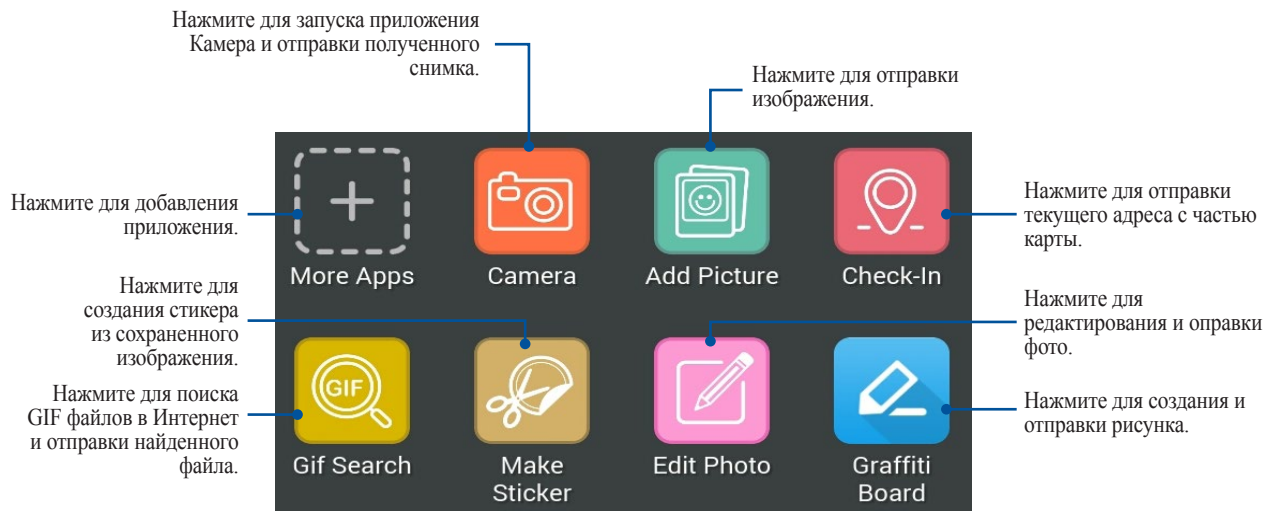 Нажмите для запуска приложения
Камера и отправки полученного
снимка.
Нажмите для отправки
изображения.
Нажмите для добавления
приложения.
Нажмите для отправки
текущего адреса с частью
карты.
More Apps
Camera
Add Picture
Check-In
Нажмите для
создания стикера
из сохраненного
изображения.
Нажмите для
редактирования и оправки
фото.
Нажмите для поиска
GIF файлов в Интернет
и отправки найденного
файла.
GIF
Нажмите для создания и
отправки рисунка.
Gif Search
Make
Sticker
Edit Photo
Graffiti
Board